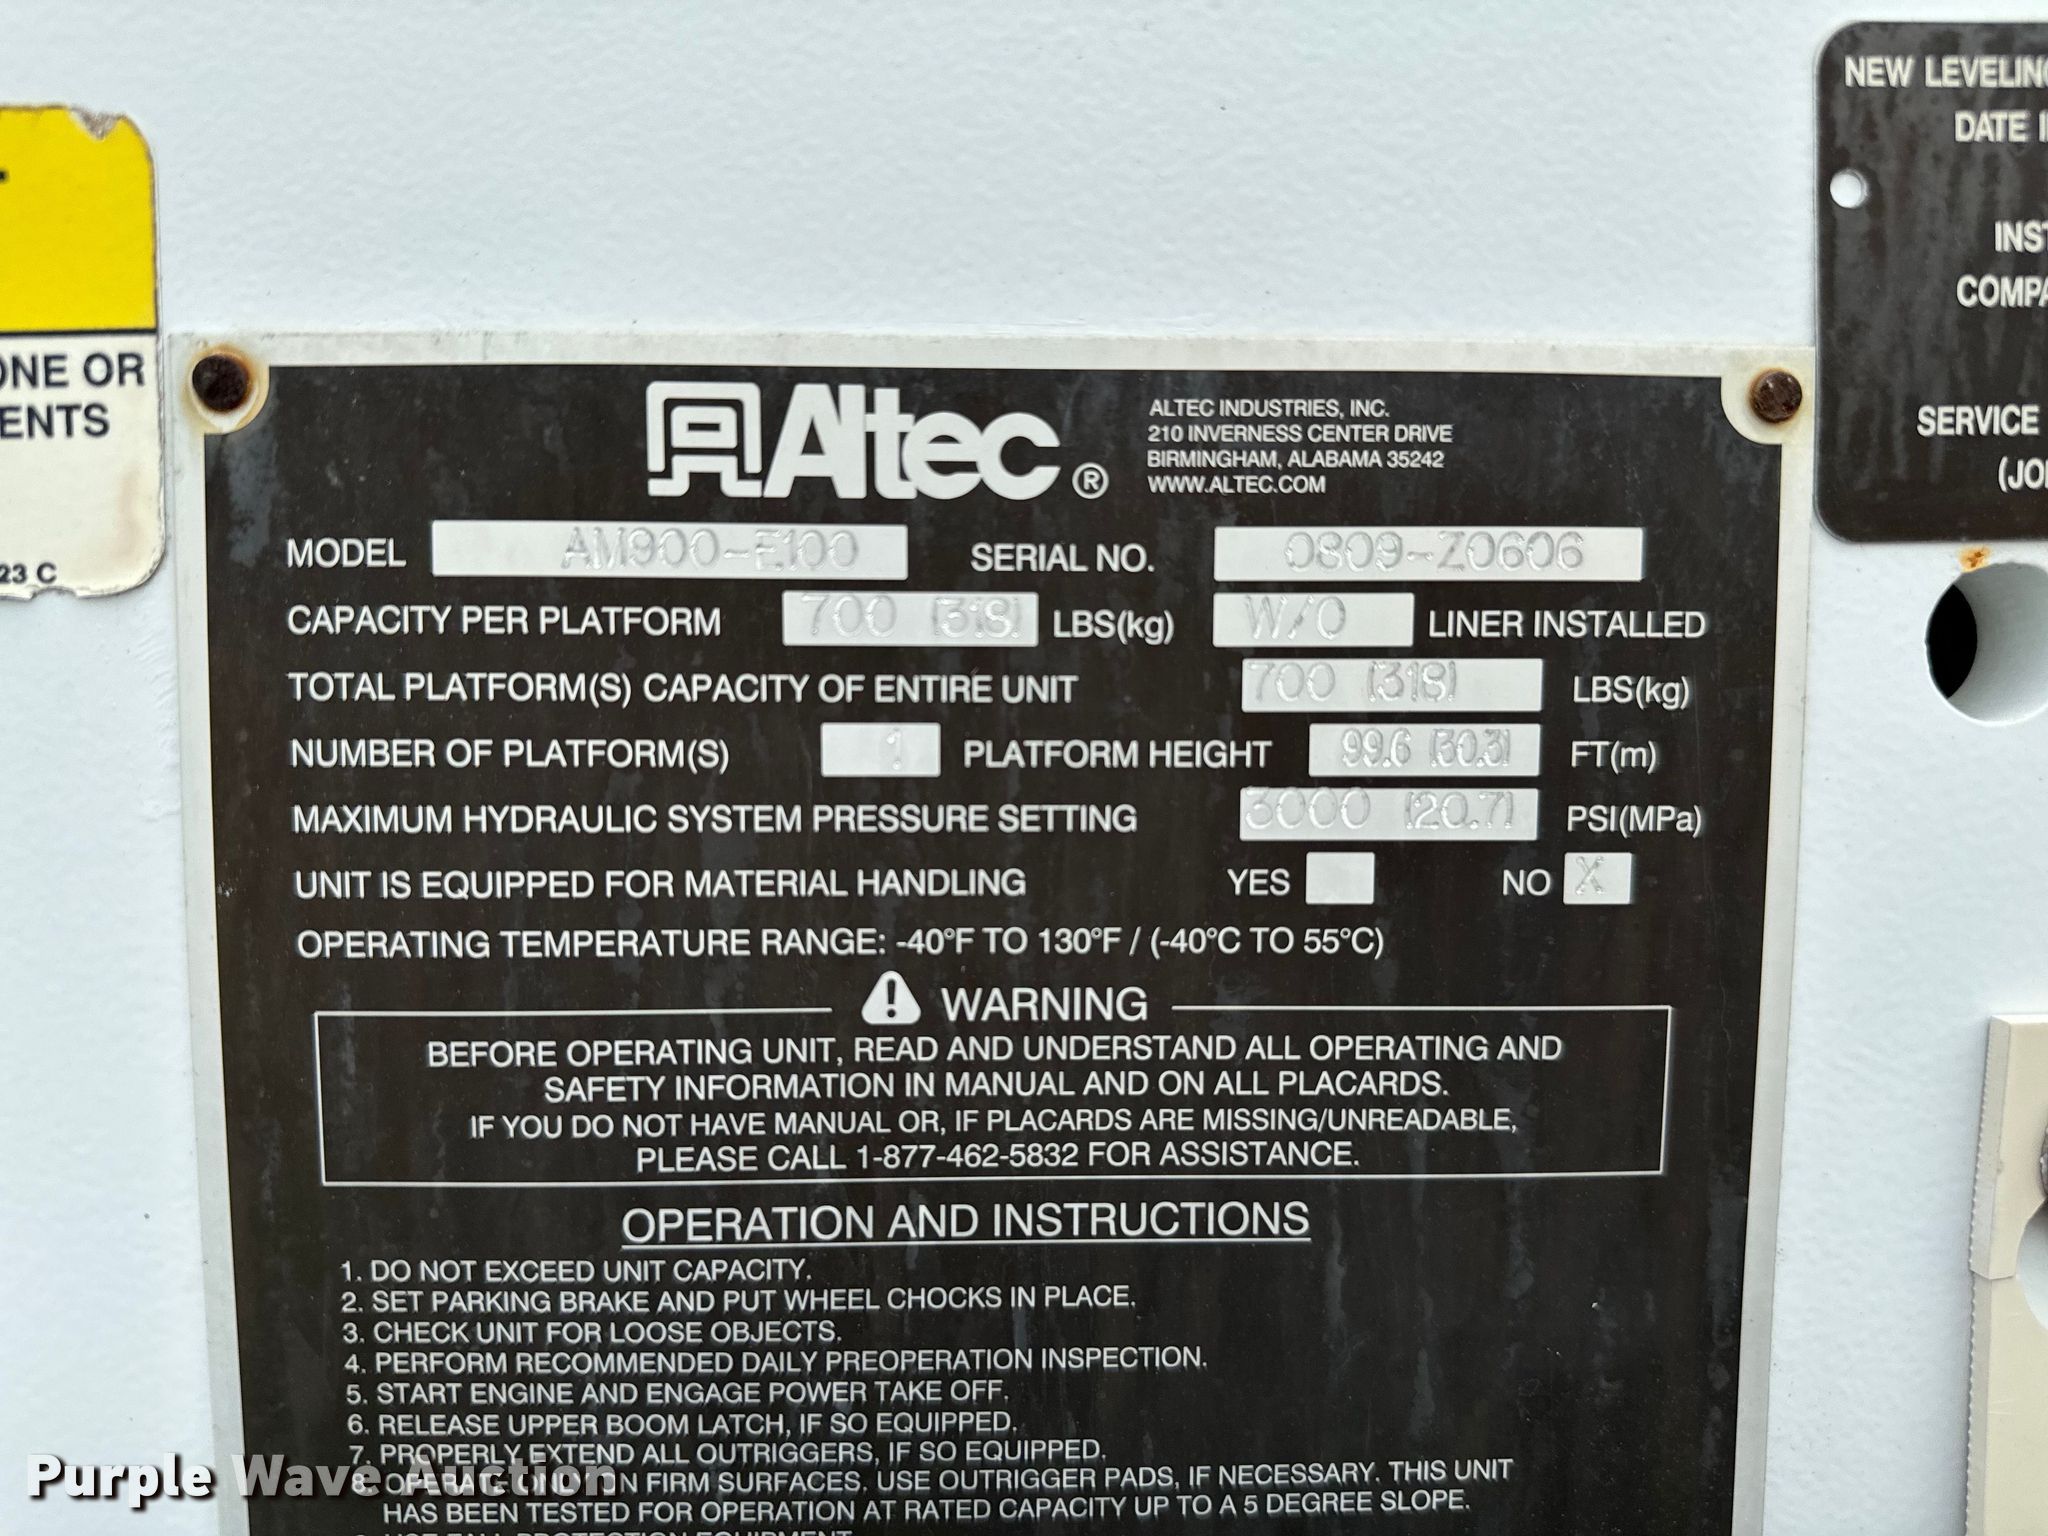 ONE OR
ENTS
23 C
NEW LEVELING
DATE
INST
COMPA
SERVICE
(JO
Altec®
ALTEC INDUSTRIES, INC.
210 INVERNESS CENTER DRIVE
BIRMINGHAM, ALABAMA 35242
WWW.ALTEC.COM
MODEL AM900-E100 SERIAL NO. 0809-Z0606
CAPACITY PER PLATFORM 700 (318) LBS(kg) W/O LINER INSTALLED
TOTAL PLATFORM(S) CAPACITY OF ENTIRE UNIT 700 (318) LBS(kg)
NUMBER OF PLATFORM(S) 1 PLATFORM HEIGHT 99.6 (30.3) FT(m)
MAXIMUM HYDRAULIC SYSTEM PRESSURE SETTING 3000 (20.7) PSI(MPa)
UNIT IS EQUIPPED FOR MATERIAL HANDLING YES NO X
OPERATING TEMPERATURE RANGE: -40°F TO 130°F / (-40°C TO 55°C)
WARNING
BEFORE OPERATING UNIT, READ AND UNDERSTAND ALL OPERATING AND
SAFETY INFORMATION IN MANUAL AND ON ALL PLACARDS.
IF YOU DO NOT HAVE MANUAL OR, IF PLACARDS ARE MISSING/UNREADABLE,
PLEASE CALL 1-877-462-5832 FOR ASSISTANCE.
OPERATION AND INSTRUCTIONS
1. DO NOT EXCEED UNIT CAPACITY.
2. SET PARKING BRAKE AND PUT WHEEL CHOCKS IN PLACE.
3. CHECK UNIT FOR LOOSE OBJECTS.
4. PERFORM RECOMMENDED DAILY PREOPERATION INSPECTION.
5. START ENGINE AND ENGAGE POWER TAKE OFF.
6. RELEASE UPPER BOOM LATCH, IF SO EQUIPPED.
7. PROPERLY EXTEND ALL OUTRIGGERS, IF SO EQUIPPED.
8. OPERATE ONLY ON FIRM SURFACES. USE OUTRIGGER PADS, IF NECESSARY. THIS UNIT
HAS BEEN TESTED FOR OPERATION AT RATED CAPACITY UP TO A 5 DEGREE SLOPE.
Purple Wave Auction